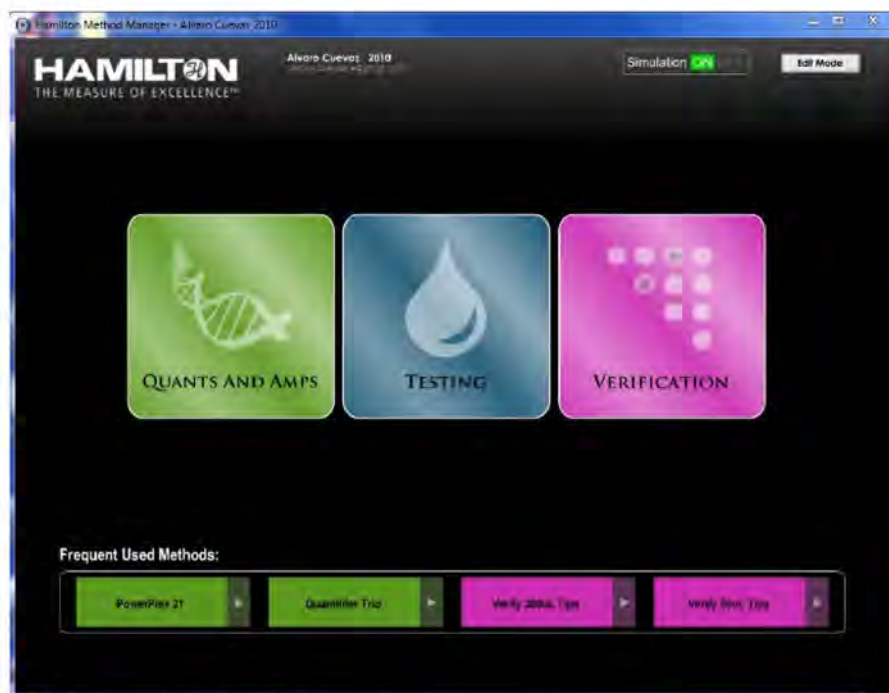 Hamilton Method Manager - Alvaro Cuevas 2010
HAMILTON
THE MEASURE OF EXCELLENCE™
Alvaro Cuevas 2010
Simulation ON
Edit Mode
QUANTS AND AMPS
TESTING
VERIFICATION
Frequent Used Methods:
PowerPlex 21
Quantifiler Trio
Verify 300uL Tips
Verify 50uL Tips